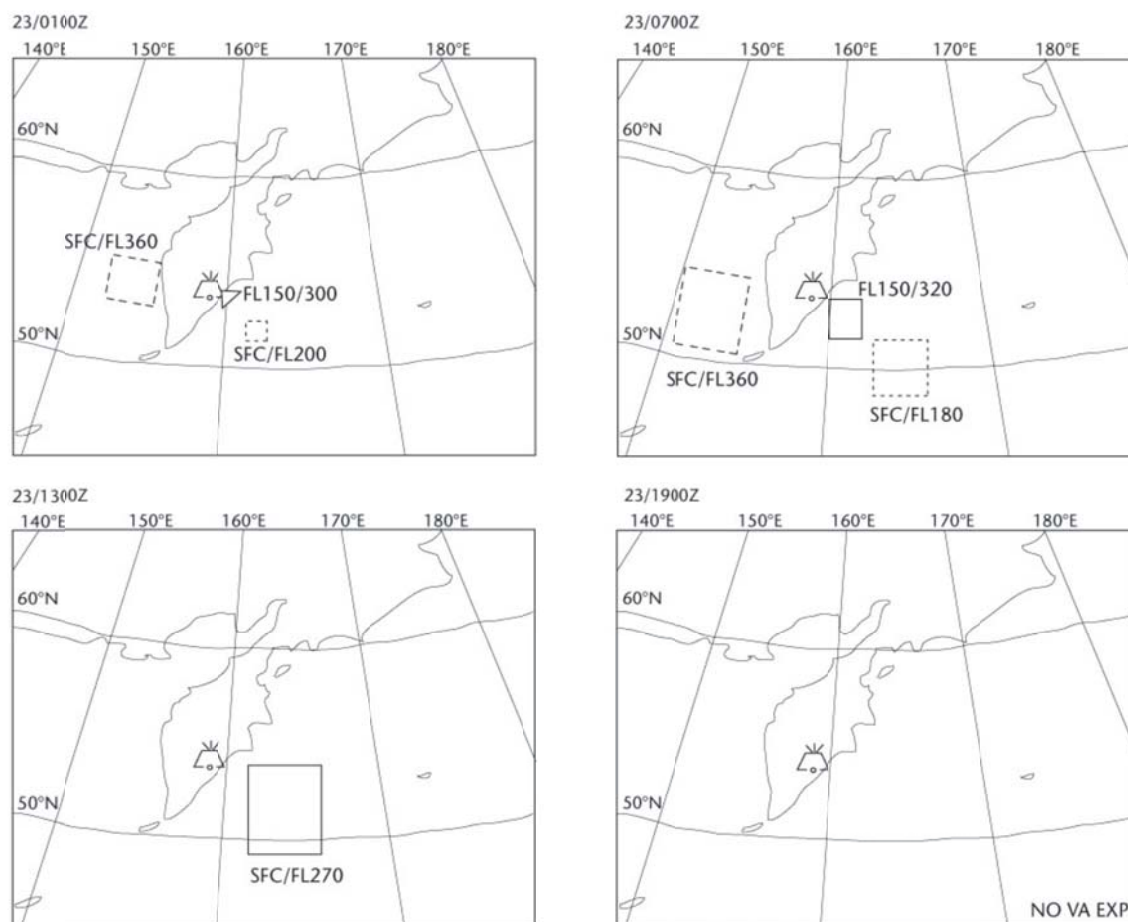 23/0100Z
140°E 150°E 160°E 170°E 180°E
60°N
SFC/FL360
FL150/300
50°N
SFC/FL200
23/0700Z
140°E 150°E 160°E 170°E 180°E
60°N
FL150/320
50°N
SFC/FL360
SFC/FL180
23/1300Z
140°E 150°E 160°E 170°E 180°E
60°N
50°N
SFC/FL270
23/1900Z
140°E 150°E 160°E 170°E 180°E
60°N
50°N
NO VA EXP